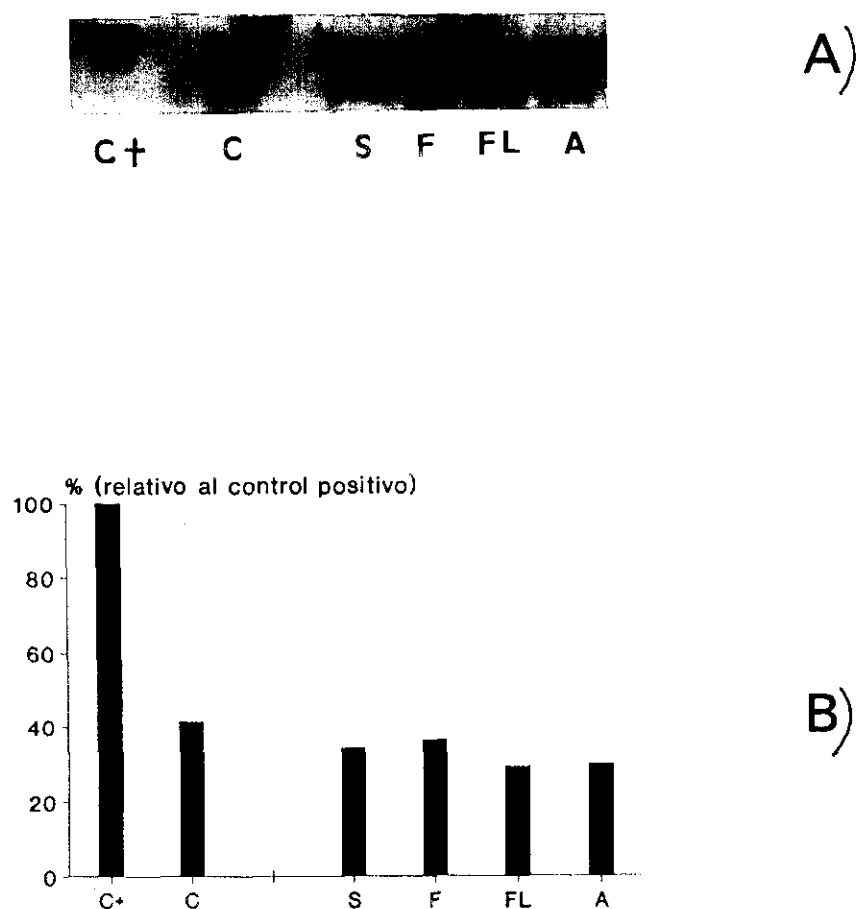 A)
C+ C S F FL A
% (relativo al control positivo)
100
80
60
40
20
0
C+ C S F FL A
B)